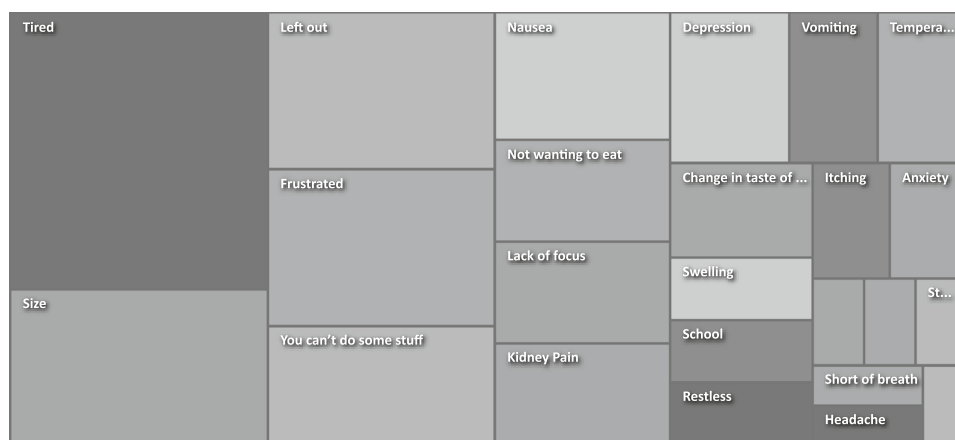 Tired
Left out
Nausea
Depression
Vomiting
Tempera...
Not wanting to eat
Change in taste of ...
Itching
Anxiety
Frustrated
Lack of focus
Swelling
Size
St...
School
You can’t do some stuff
Kidney Pain
Short of breath
Restless
Headache